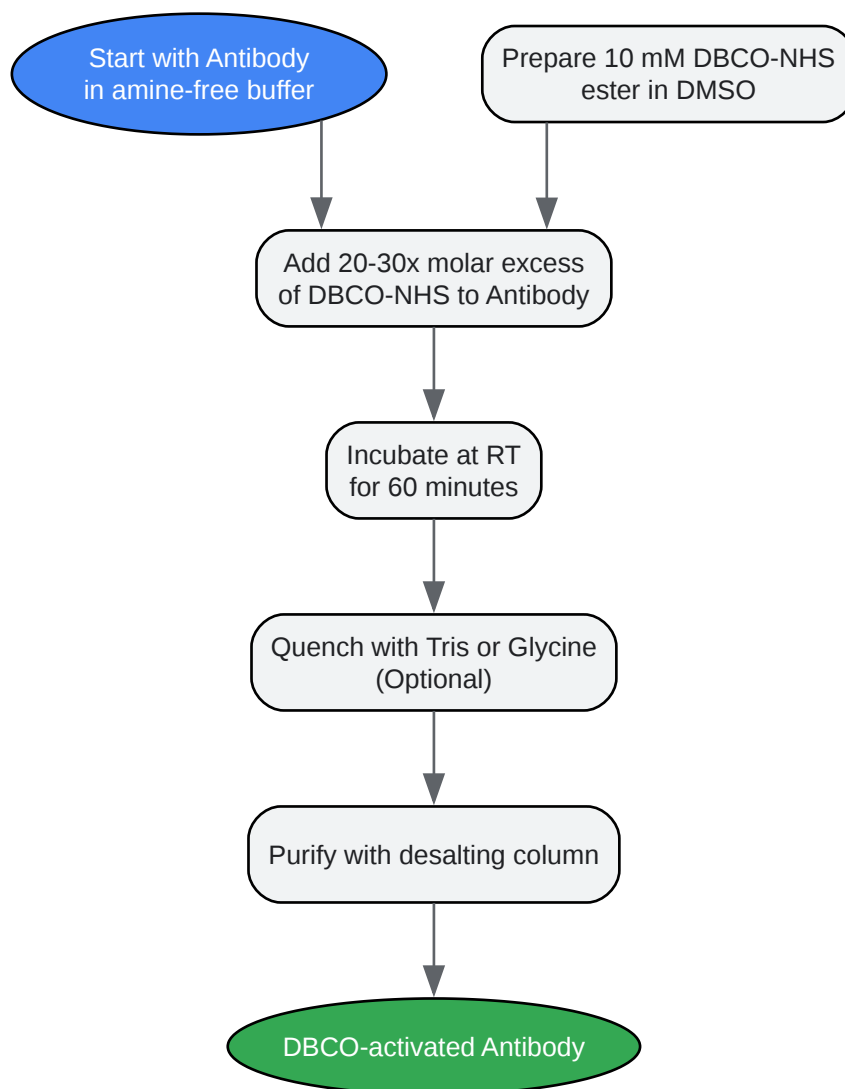 Start with Antibody
in amine-free buffer
Prepare 10 mM DBCO-NHS
ester in DMSO
Add 20-30x molar excess
of DBCO-NHS to Antibody
Incubate at RT
for 60 minutes
Quench with Tris or Glycine
(Optional)
Purify with desalting column
DBCO-activated Antibody